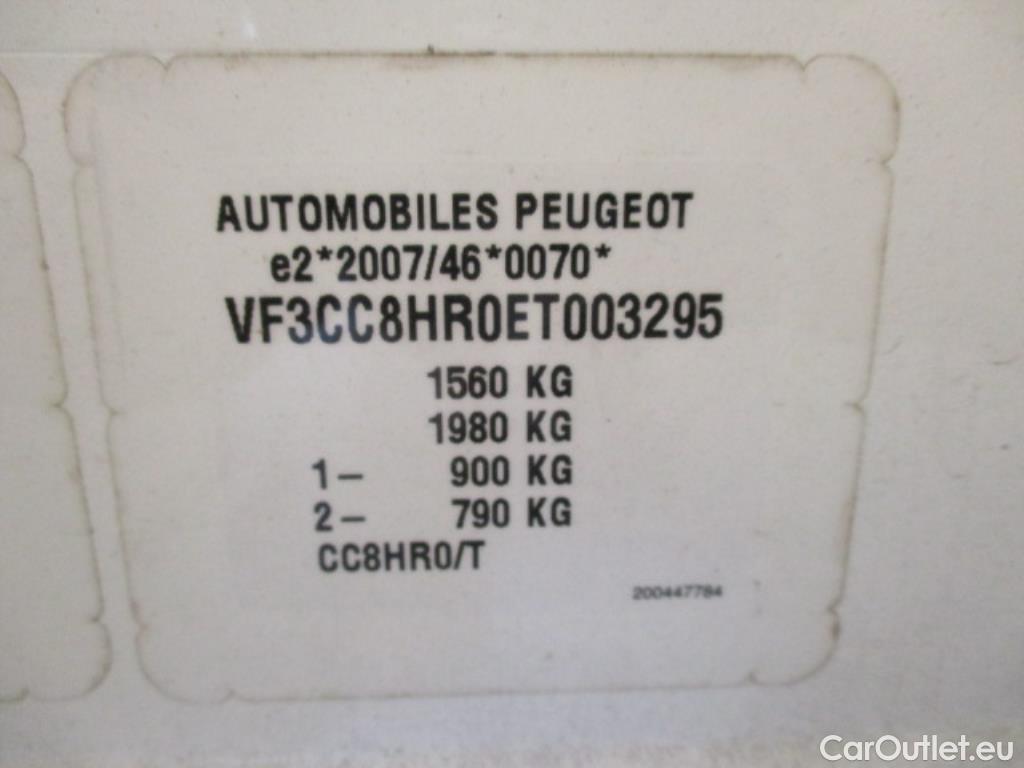 AUTOMOBILES PEUGEOT
e2*2007/46*0070*
VF3CC8HR0ET003295
1560 KG
1980 KG
1– 900 KG
2– 790 KG
CC8HR0/T
200447784
CarOutlet.eu